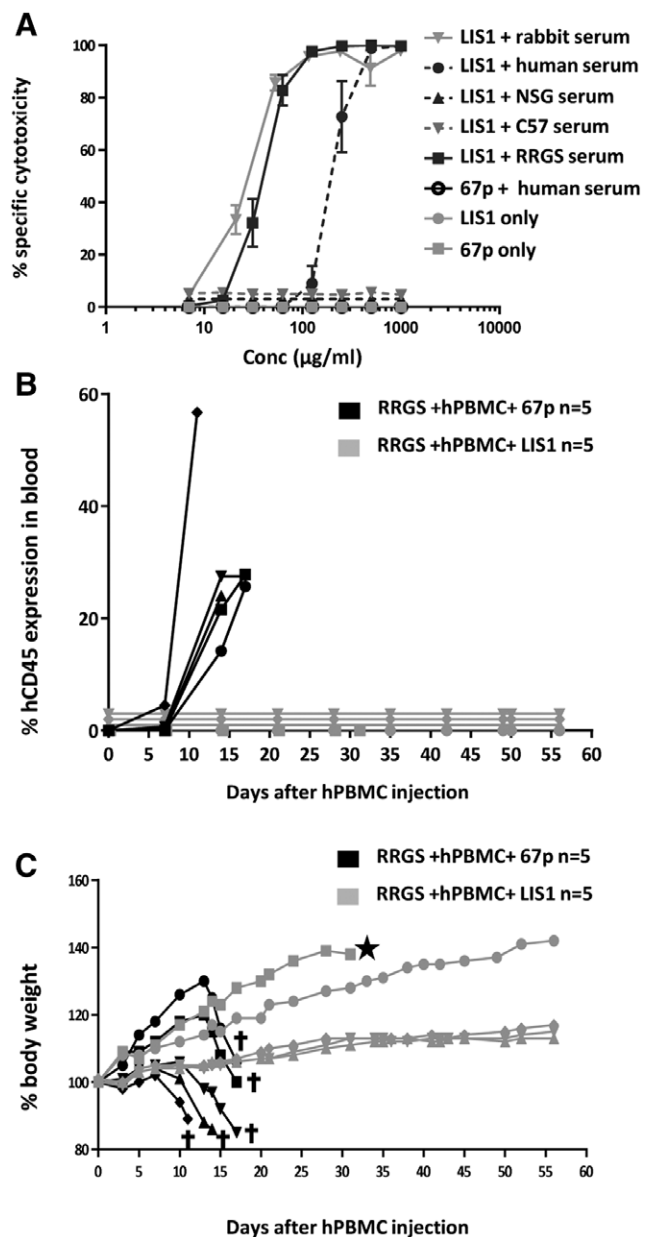 A
% specific cytotoxicity
100
80
60
40
20
0
1
10
100
1000
10000
Conc (µg/ml)
LIS1 + rabbit serum
LIS1 + human serum
LIS1 + NSG serum
LIS1 + C57 serum
LIS1 + RRGS serum
67p + human serum
LIS1 only
67p only
B
% hCD45 expression in blood
60
40
20
0
0 5 10 15 20 25 30 35 40 45 50 55 60
Days after hPBMC injection
RRGS +hPBMC+ 67p n=5
RRGS +hPBMC+ LIS1 n=5
C
% body weight
160
140
120
100
80
0 5 10 15 20 25 30 35 40 45 50 55 60
Days after hPBMC injection
RRGS +hPBMC+ 67p n=5
RRGS +hPBMC+ LIS1 n=5